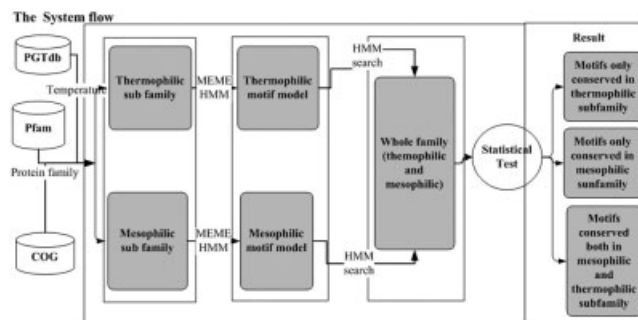 The System flow
PGTdb
Temperature
Pfam
Protein family
COG
Thermophilic
sub family
MEME
HMM
Thermophilic
motif model
HMM
search
Mesophilic
sub family
MEME
HMM
Mesophilic
motif model
HMM
search
Whole family
(themophilic
and
mesophilic)
Statistical
Test
Result
Motifs only
conserved in
thermophilic
subfamily
Motifs only
conserved in
mesophilic
sunfamily
Motifs
conserved both
in mesophilic
and
thermophilic
subfamily